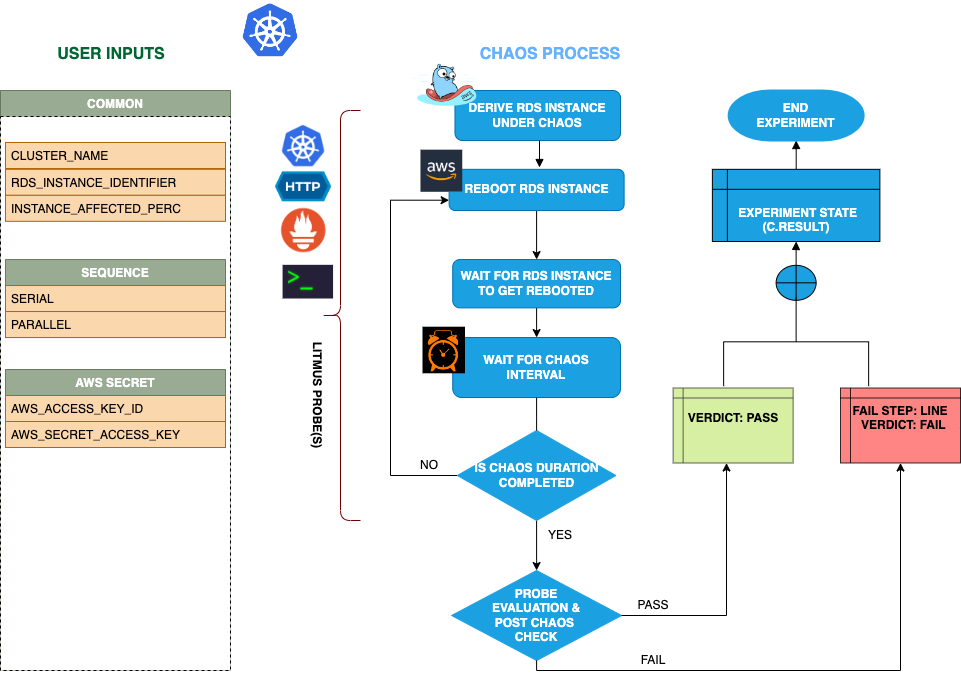 USER INPUTS
COMMON
CLUSTER_NAME
RDS_INSTANCE_IDENTIFIER
INSTANCE_AFFECTED_PERC
SEQUENCE
SERIAL
PARALLEL
AWS SECRET
AWS_ACCESS_KEY_ID
AWS_SECRET_ACCESS_KEY
HTTP
>_
LITMUS PROBE(S)
CHAOS PROCESS
DERIVE RDS INSTANCE
UNDER CHAOS
aws
REBOOT RDS INSTANCE
WAIT FOR RDS INSTANCE
TO GET REBOOTED
WAIT FOR CHAOS
INTERVAL
IS CHAOS DURATION
COMPLETED
NO
YES
PROBE
EVALUATION &
POST CHAOS
CHECK
PASS
FAIL
VERDICT: PASS
FAIL STEP: LINE
VERDICT: FAIL
EXPERIMENT STATE
(C.RESULT)
END
EXPERIMENT